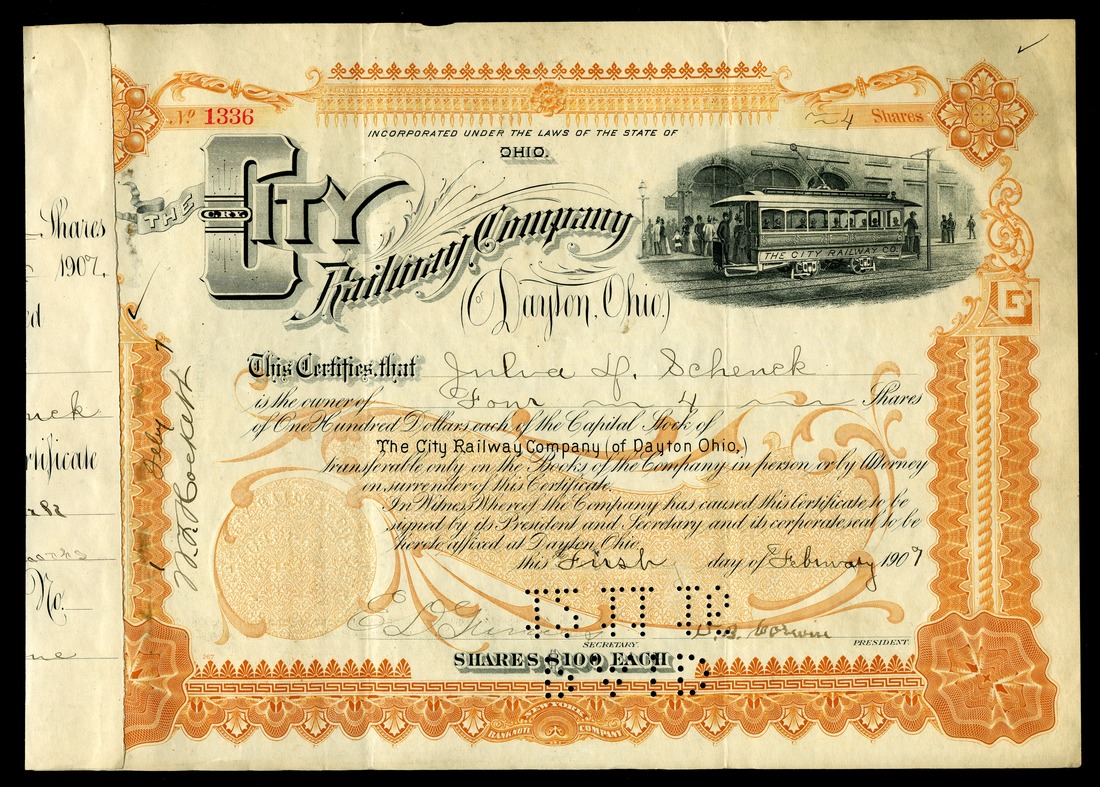 Nº 1336
4 Shares
INCORPORATED UNDER THE LAWS OF THE STATE OF
OHIO.
THE CITY
C.RY
Railway Company
(of Dayton, Ohio.)
THE CITY RAILWAY CO.
Shares
1907.
This Certifies, that Julia H. Schenck
is the owner of Four 4 Shares
of One Hundred Dollars each of the Capital Stock of
The City Railway Company (of Dayton Ohio,)
transferable only on the Books of the Company in person or by Attorney
on surrender of this Certificate.
In Witness Whereof the Company has caused this Certificate to be
signed by its President and Secretary, and its corporate seal to be
hereto affixed at Dayton, Ohio,
this First day of February 1907
SECRETARY.
PRESIDENT.
SHARES $100 EACH
NEW YORK
BANK NOTE COMPANY
No.